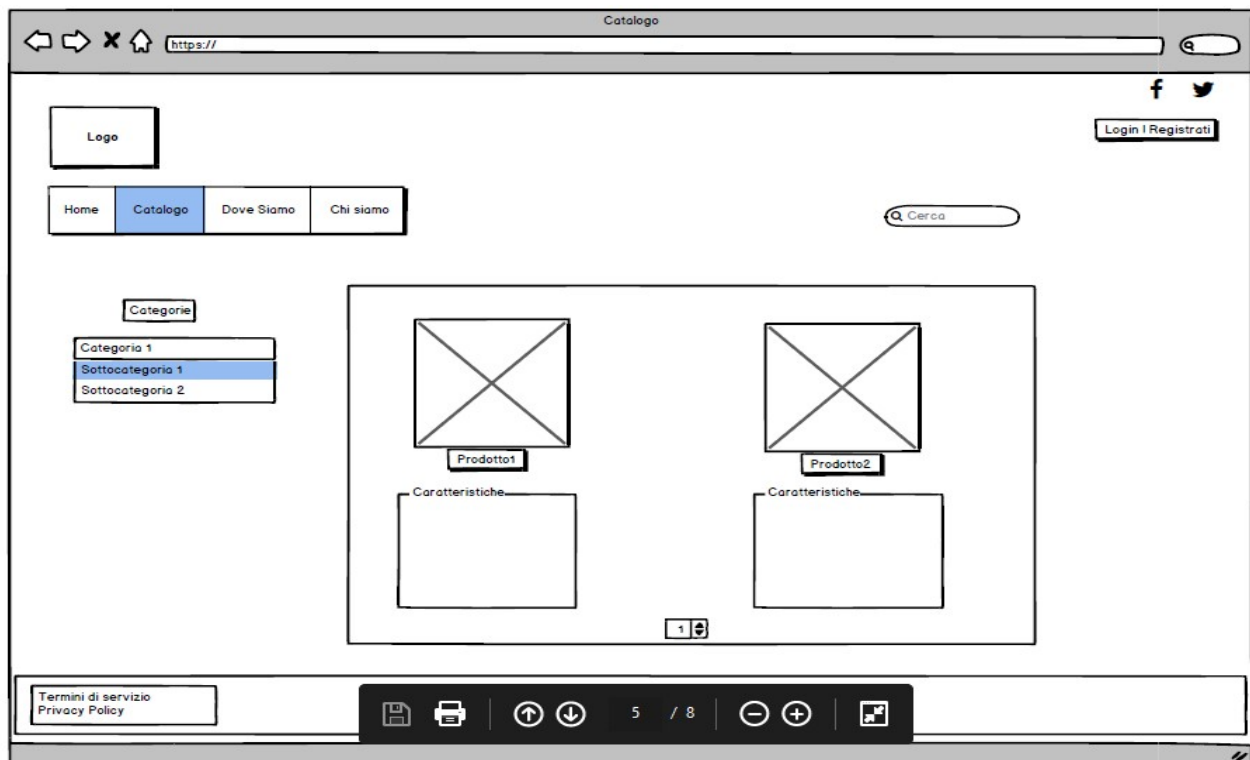 Catalogo
https://
Logo
Login | Registrati
Home
Catalogo
Dove Siamo
Chi siamo
Cerca
Categorie
Categoria 1
Sottocategoria 1
Sottocategoria 2
Prodotto1
Prodotto2
Caratteristiche
Caratteristiche
1
Termini di servizio
Privacy Policy
5 / 8